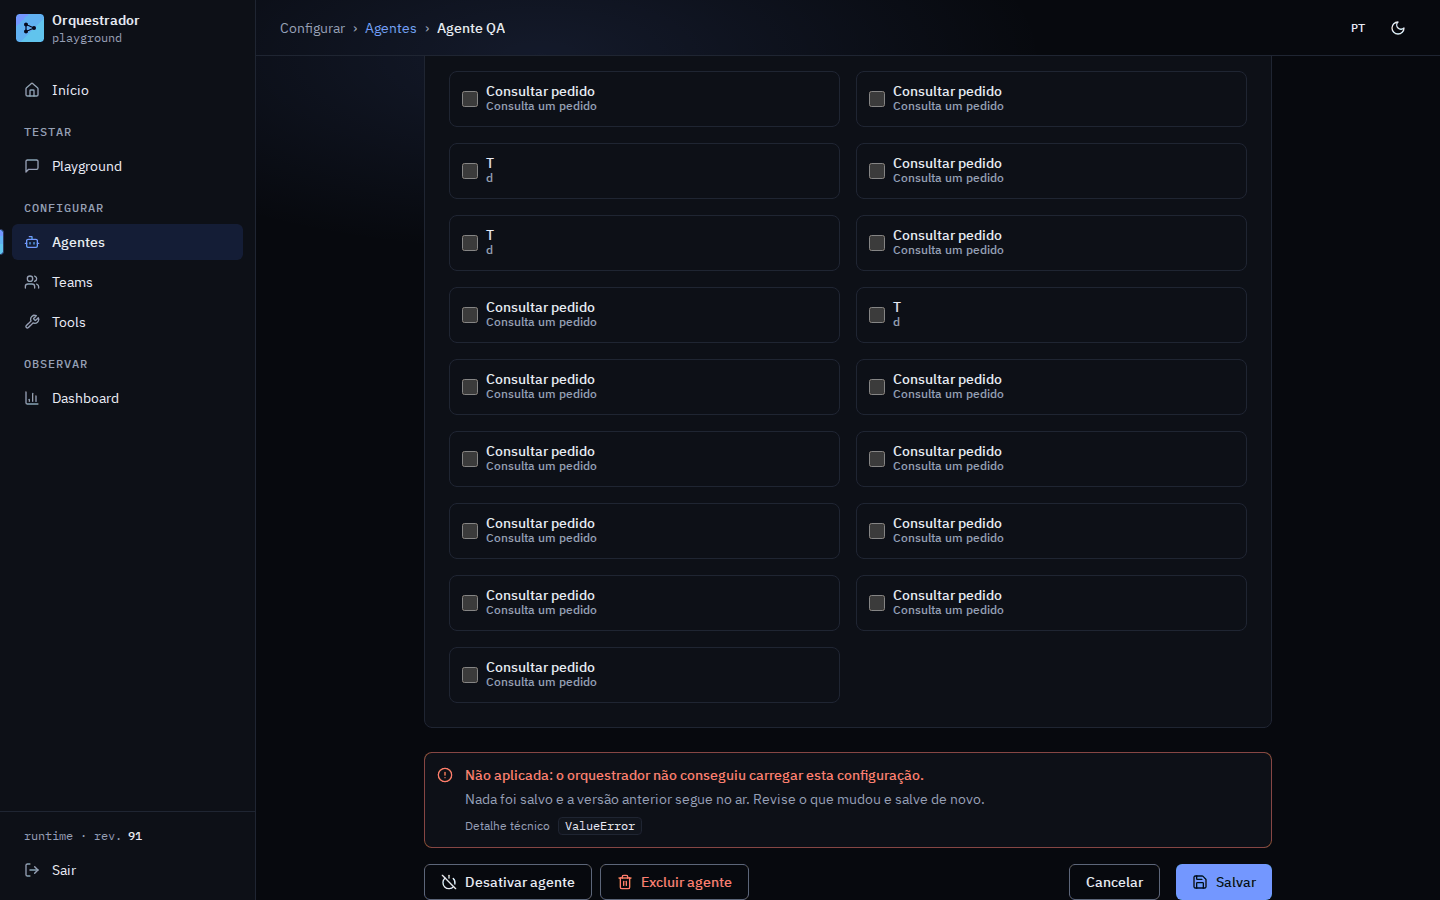 Orquestrador
playground
Início
TESTAR
Playground
CONFIGURAR
Agentes
Teams
Tools
OBSERVAR
Dashboard
runtime · rev. 91
Sair
Configurar › Agentes › Agente QA
PT
Consultar pedido
Consulta um pedido
Consultar pedido
Consulta um pedido
T
d
Consultar pedido
Consulta um pedido
T
d
Consultar pedido
Consulta um pedido
Consultar pedido
Consulta um pedido
T
d
Consultar pedido
Consulta um pedido
Consultar pedido
Consulta um pedido
Consultar pedido
Consulta um pedido
Consultar pedido
Consulta um pedido
Consultar pedido
Consulta um pedido
Consultar pedido
Consulta um pedido
Consultar pedido
Consulta um pedido
Consultar pedido
Consulta um pedido
Consultar pedido
Consulta um pedido
Não aplicada: o orquestrador não conseguiu carregar esta configuração.
Nada foi salvo e a versão anterior segue no ar. Revise o que mudou e salve de novo.
Detalhe técnico ValueError
Desativar agente
Excluir agente
Cancelar
Salvar